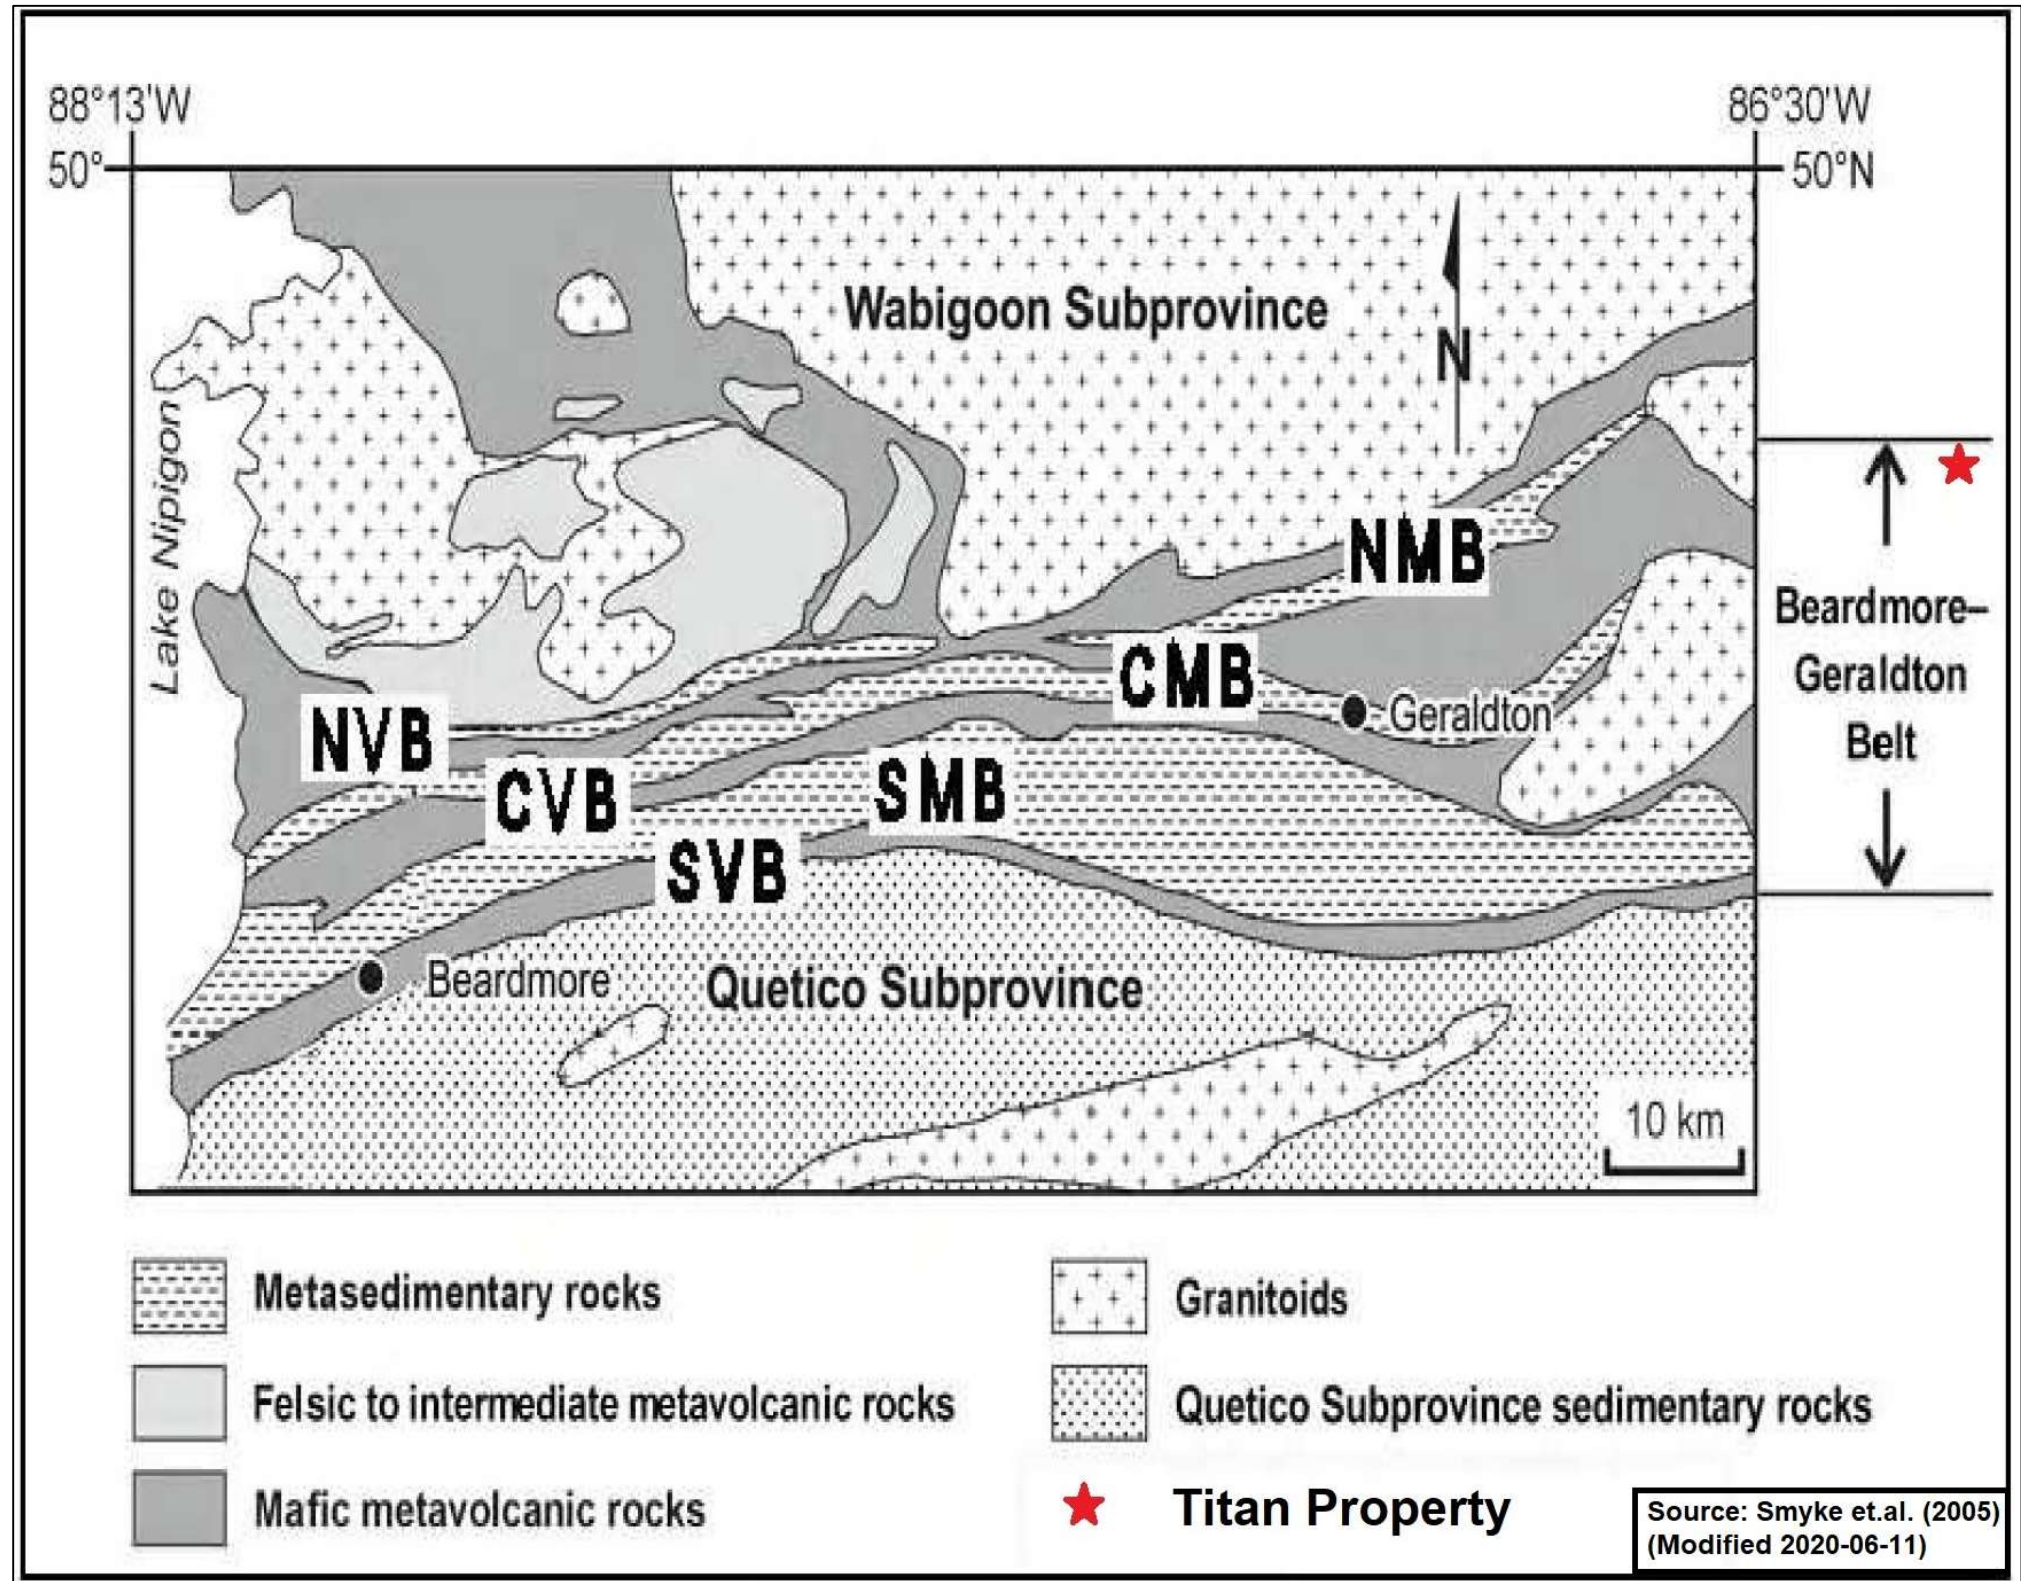 88°13'W
86°30'W
50°
50°N
Wabigoon Subprovince
N
Lake Nipigon
NMB
Beardmore–
Geraldton
Belt
CMB
Geraldton
NVB
CVB
SMB
SVB
Beardmore
Quetico Subprovince
10 km
Metasedimentary rocks
Granitoids
Felsic to intermediate metavolcanic rocks
Quetico Subprovince sedimentary rocks
Mafic metavolcanic rocks
Titan Property
Source: Smyke et.al. (2005)
(Modified 2020-06-11)